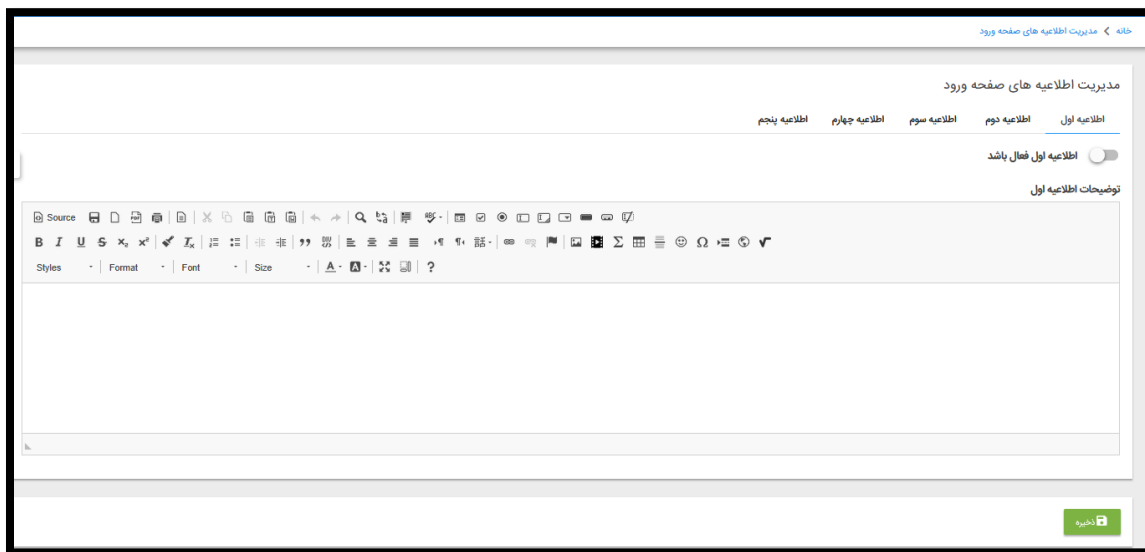 خانه ❯ مدیریت اطلاعیه های صفحه ورود
مدیریت اطلاعیه های صفحه ورود
اطلاعیه اول اطلاعیه دوم اطلاعیه سوم اطلاعیه چهارم اطلاعیه پنجم
اطلاعیه اول فعال باشد
توضیحات اطلاعیه اول
Source
Styles Format Font Size
ذخیره